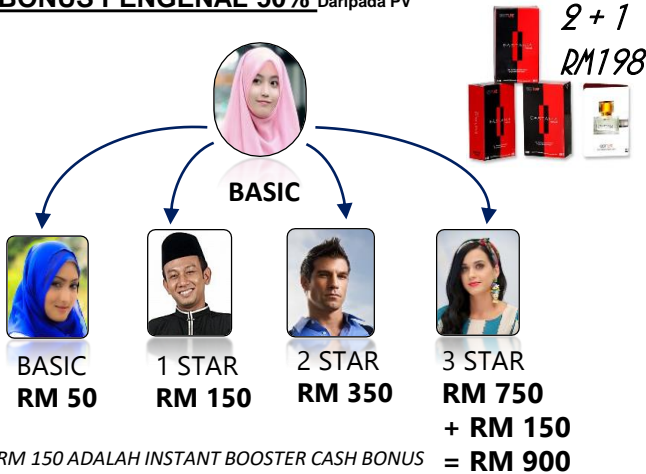 BONUS PENGENAL 50% Daripada PV
2 + 1
RM198
BASIC
BASIC
RM 50
1 STAR
RM 150
2 STAR
RM 350
3 STAR
RM 750
+ RM 150
= RM 900
RM 150 ADALAH INSTANT BOOSTER CASH BONUS